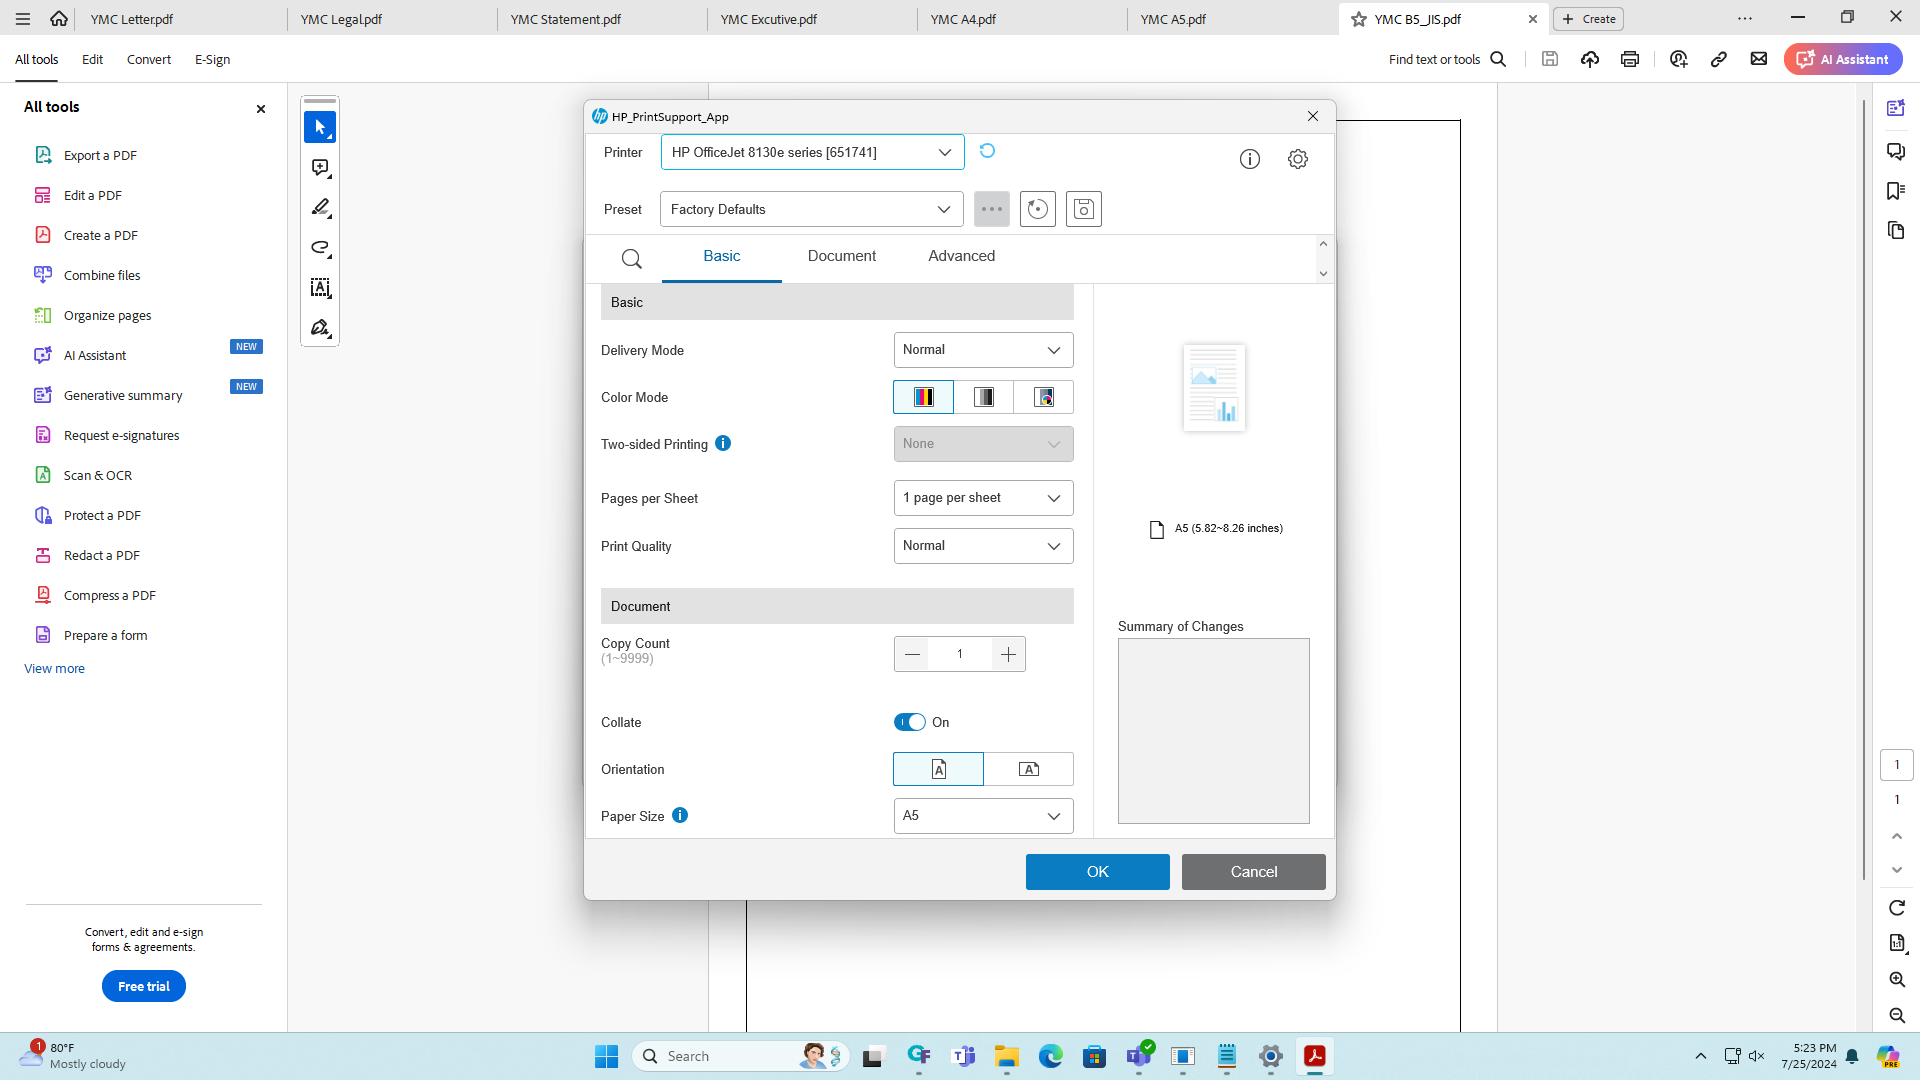 YMC Letter.pdf
YMC Legal.pdf
YMC Statement.pdf
YMC Excutive.pdf
YMC A4.pdf
YMC A5.pdf
YMC B5_JIS.pdf
Create
All tools
Edit
Convert
E-Sign
Find text or tools
AI Assistant
All tools
Export a PDF
Edit a PDF
Create a PDF
Combine files
Organize pages
AI Assistant
NEW
Generative summary
NEW
Request e-signatures
Scan & OCR
Protect a PDF
Redact a PDF
Compress a PDF
Prepare a form
View more
Convert, edit and e-sign
forms & agreements.
Free trial
HP_PrintSupport_App
Printer
HP OfficeJet 8130e series [651741]
Preset
Factory Defaults
Basic
Document
Advanced
Basic
Delivery Mode
Normal
Color Mode
Two-sided Printing
None
Pages per Sheet
1 page per sheet
Print Quality
Normal
Document
Copy Count
(1~9999)
1
Collate
On
Orientation
Paper Size
A5
A5 (5.82~8.26 inches)
Summary of Changes
OK
Cancel
1
1
1
80°F
Mostly cloudy
Search
5:23 PM
7/25/2024
PRE